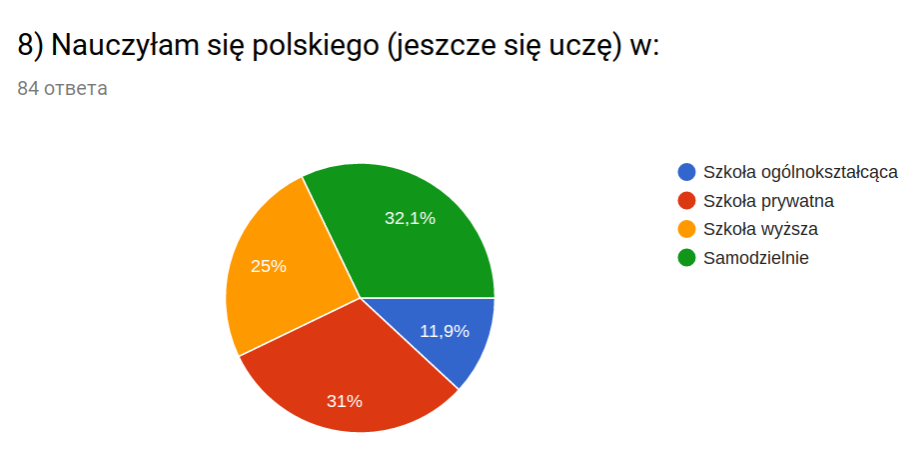 8) Nauczyłam się polskiego (jeszcze się uczę) w:
84 ответа
32,1%
25%
11,9%
31%
Szkoła ogólnokształcąca
Szkoła prywatna
Szkoła wyższa
Samodzielnie